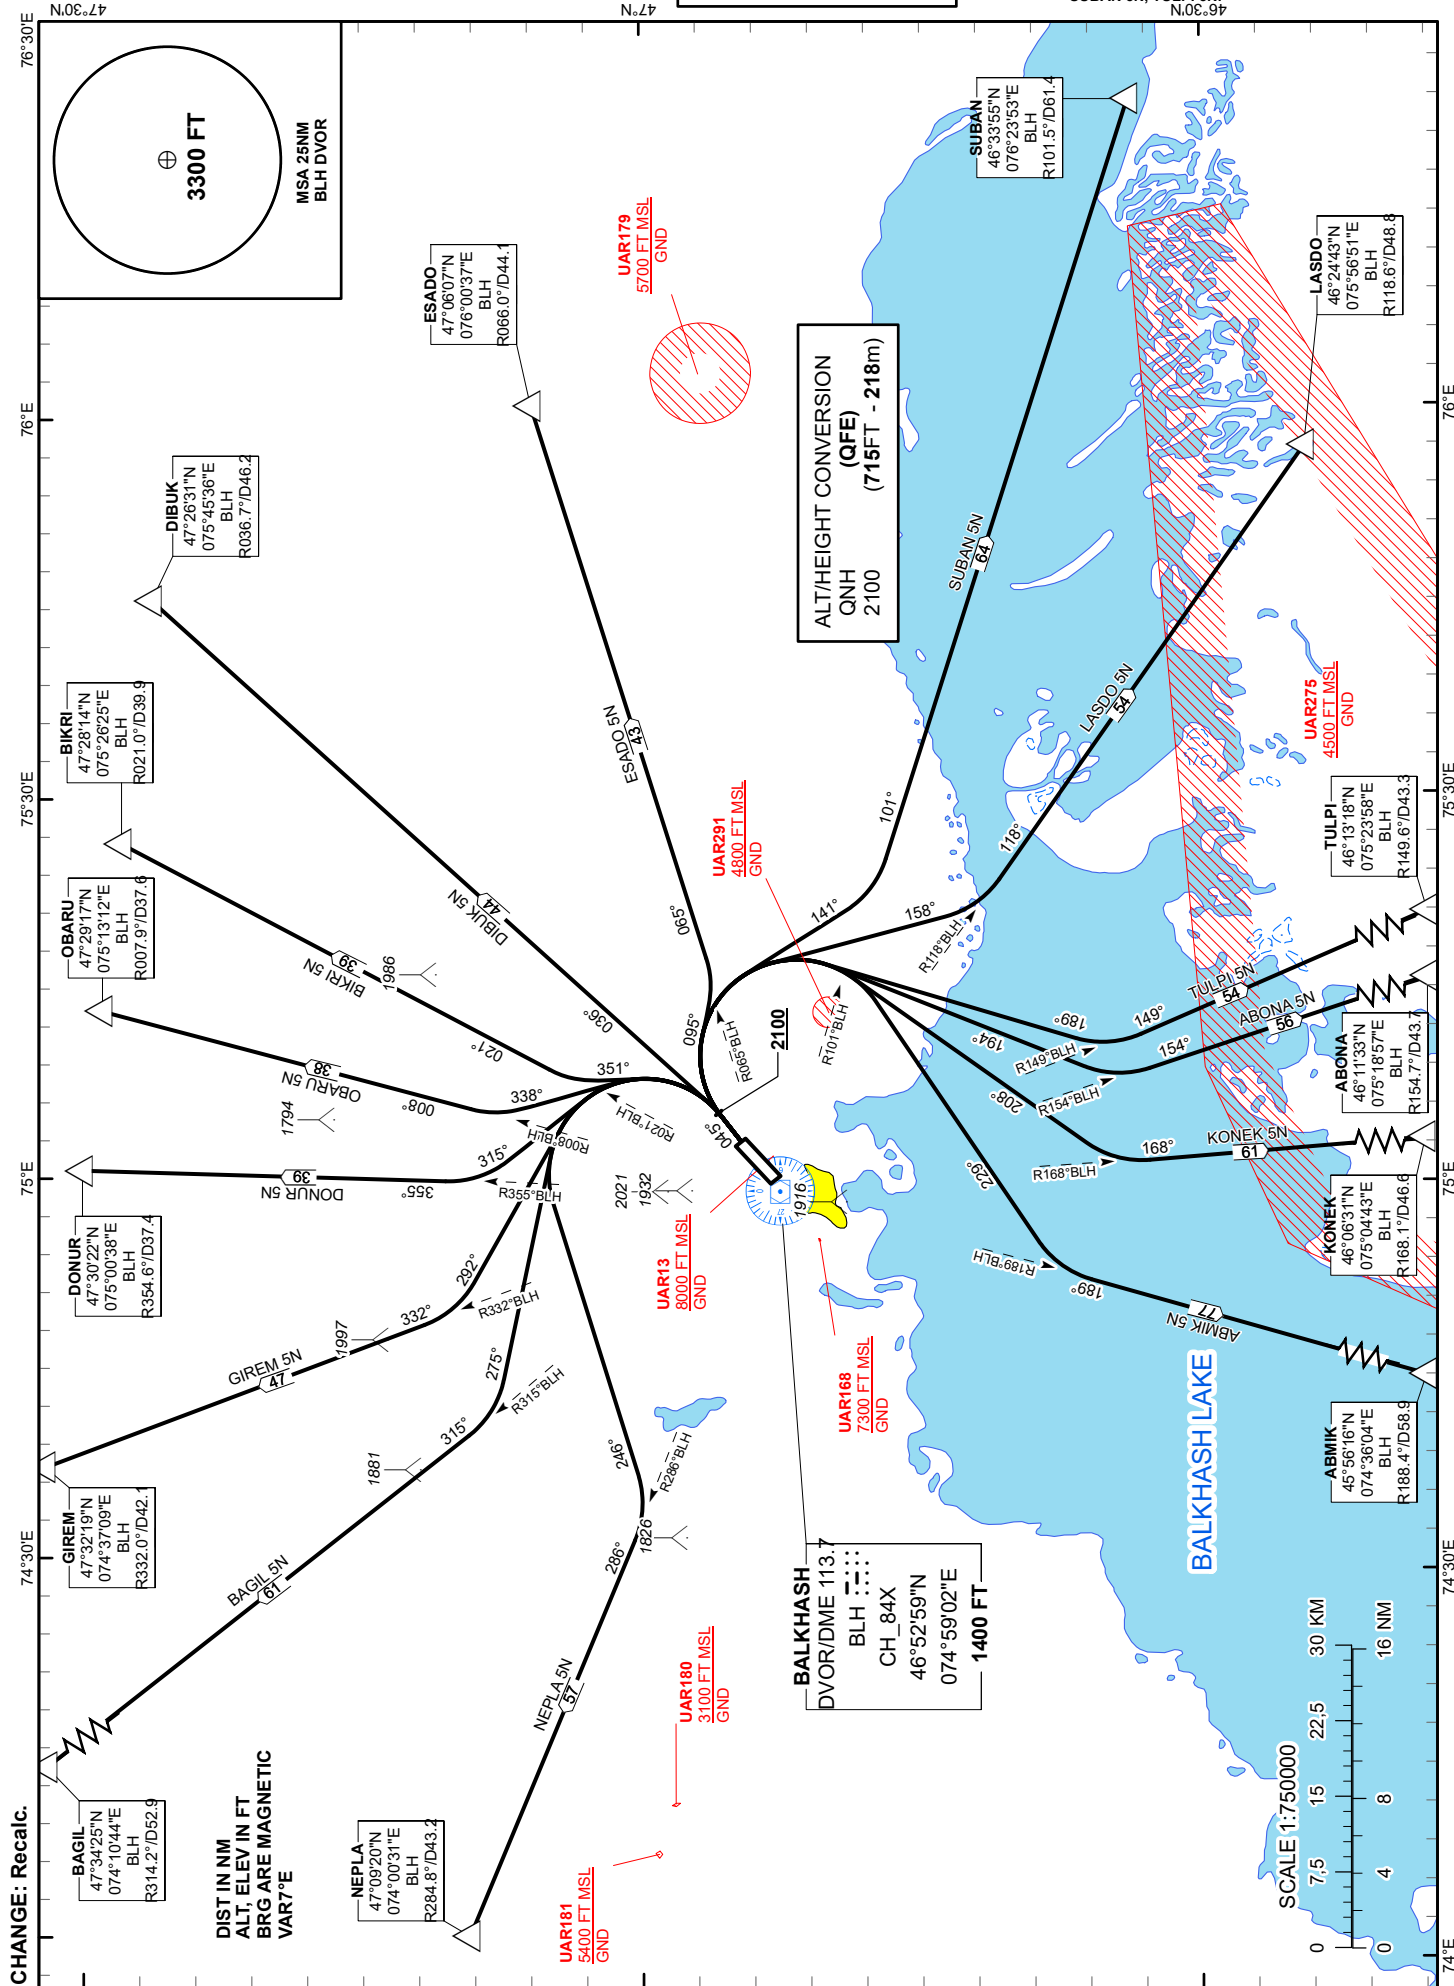 CHANGE: Recalc.
47°30'N
47°N
46°30'N
76°30'E
76°E
75°30'E
75°E
74°30'E
76°E
75°30'E
75°E
74°30'E
74°E
3300 FT
MSA 25NM
BLH DVOR
BAGIL
47°34'25"N
074°10'44"E
BLH
R314.2°/D52.9
GIREM
47°32'19"N
074°37'09"E
BLH
R332.0°/D42.1
DONUR
47°30'22"N
075°00'38"E
BLH
R354.6°/D37.4
OBARU
47°29'17"N
075°13'12"E
BLH
R007.9°/D37.6
BIKRI
47°28'14"N
075°26'25"E
BLH
R021.0°/D39.9
DIBUK
47°26'31"N
075°45'36"E
BLH
R036.7°/D46.2
ESADO
47°06'07"N
076°00'37"E
BLH
R066.0°/D44.1
SUBAN
46°33'55"N
076°23'53"E
BLH
R101.5°/D61.4
LASDO
46°24'43"N
075°56'51"E
BLH
R118.6°/D48.8
TULPI
46°13'18"N
075°23'58"E
BLH
R149.6°/D43.3
ABONA
46°11'33"N
075°18'57"E
BLH
R154.7°/D43.7
KONEK
46°06'31"N
075°04'43"E
BLH
R168.1°/D46.6
ABMIK
45°56'16"N
074°36'04"E
BLH
R188.4°/D58.9
NEPLA
47°09'20"N
074°00'31"E
BLH
R284.8°/D43.2
DIST IN NM
ALT, ELEV IN FT
BRG ARE MAGNETIC
VAR7°E
UAR179
5700 FT MSL
GND
UAR291
4800 FT MSL
GND
UAR275
4500 FT MSL
GND
UAR13
8000 FT MSL
GND
UAR168
7300 FT MSL
GND
UAR180
3100 FT MSL
GND
UAR181
5400 FT MSL
GND
ALT/HEIGHT CONVERSION
QNH (QFE)
2100 (715FT - 218m)
BALKHASH
DVOR/DME 113.7
BLH
CH_84X
46°52'59"N
074°59'02"E
1400 FT
BALKHASH LAKE
SCALE 1:750000
0 7,5 15 22,5 30 KM
0 4 8 16 NM
BAGIL 5N
61
315°
275°
R315°BLH
GIREM 5N
47
332°
292°
R332°BLH
DONUR 5N
39
355°
315°
R355°BLH
OBARU 5N
38
008°
338°
R008°BLH
BIKRI 5N
39
021°
351°
R021°BLH
DIBUK 5N
44
036°
ESADO 5N
43
065°
095°
R065°BLH
SUBAN 5N
64
101°
141°
R101°BLH
LASDO 5N
54
118°
158°
R118°BLH
TULPI 5N
54
149°
189°
R149°BLH
ABONA 5N
56
154°
194°
R154°BLH
KONEK 5N
61
168°
208°
R168°BLH
ABMIK 5N
77
189°
229°
R189°BLH
NEPLA 5N
57
286°
246°
R286°BLH
045°
2100
1986
1794
2021
1932
1916
1997
1881
1826